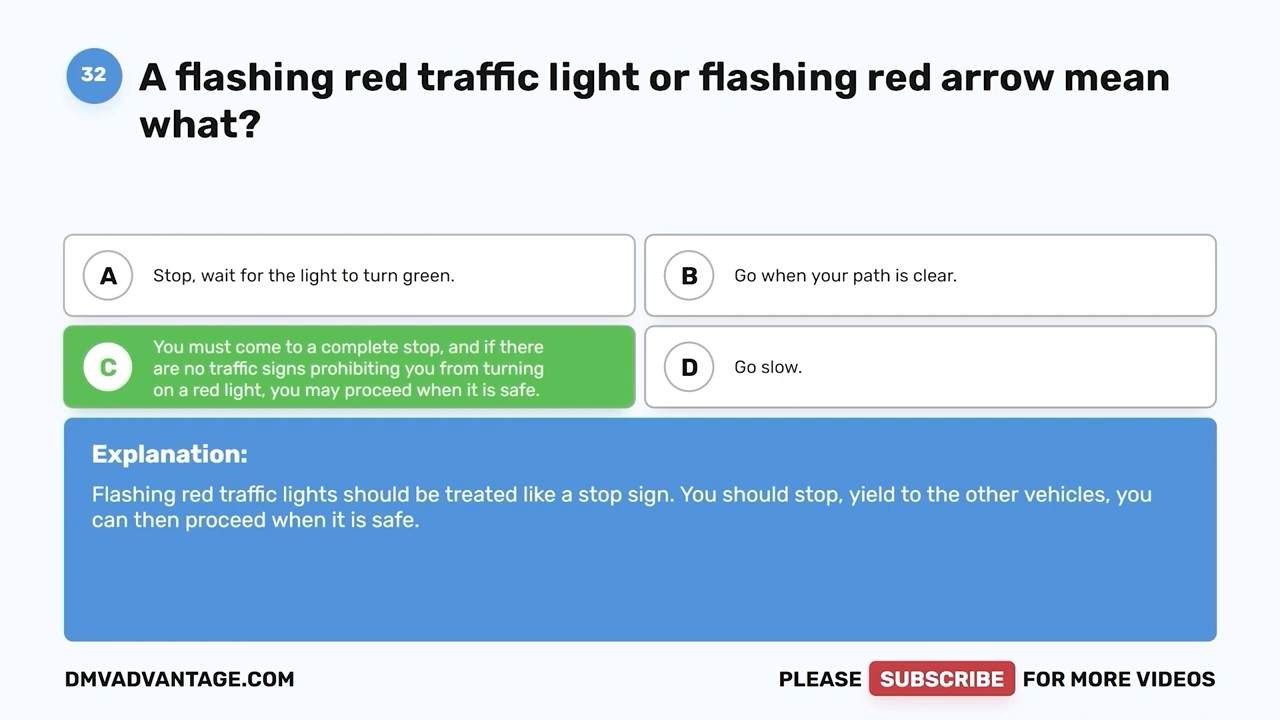 32
A flashing red traffic light or flashing red arrow mean
what?
A
Stop, wait for the light to turn green.
B
Go when your path is clear.
C
You must come to a complete stop, and if there
are no traffic signs prohibiting you from turning
on a red light, you may proceed when it is safe.
D
Go slow.
Explanation:
Flashing red traffic lights should be treated like a stop sign. You should stop, yield to the other vehicles, you
can then proceed when it is safe.
DMVADVANTAGE.COM
PLEASE SUBSCRIBE FOR MORE VIDEOS